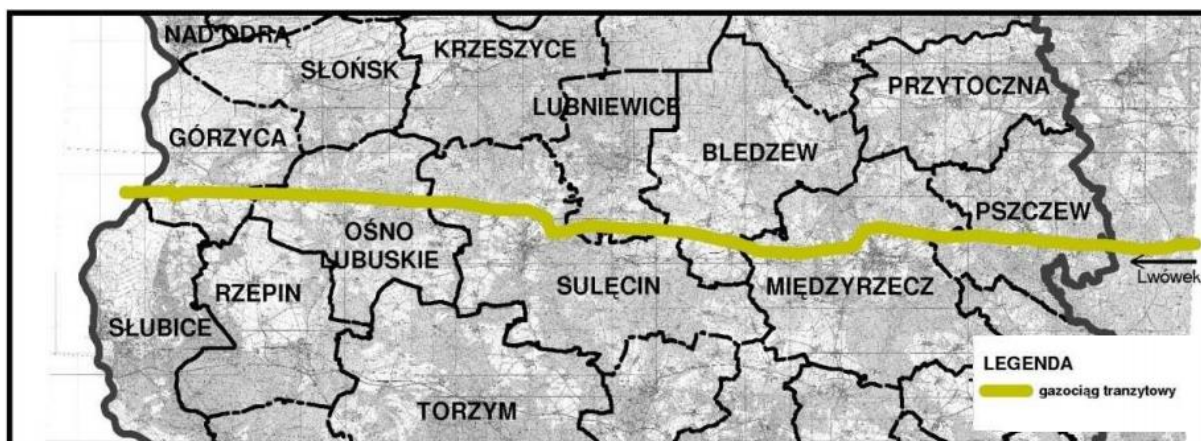 NAD ODRĄ
KRZESZYCE
SŁOŃSK
PRZYTOCZNA
LUBNIEWICE
GÓRZYCA
BLEDZEW
PSZCZEW
OŚNO
LUBUSKIE
Lwówek
RZEPIN
SULĘCIN
MIĘDZYRZECZ
SŁUBICE
LEGENDA
gazociąg tranzytowy
TORZYM